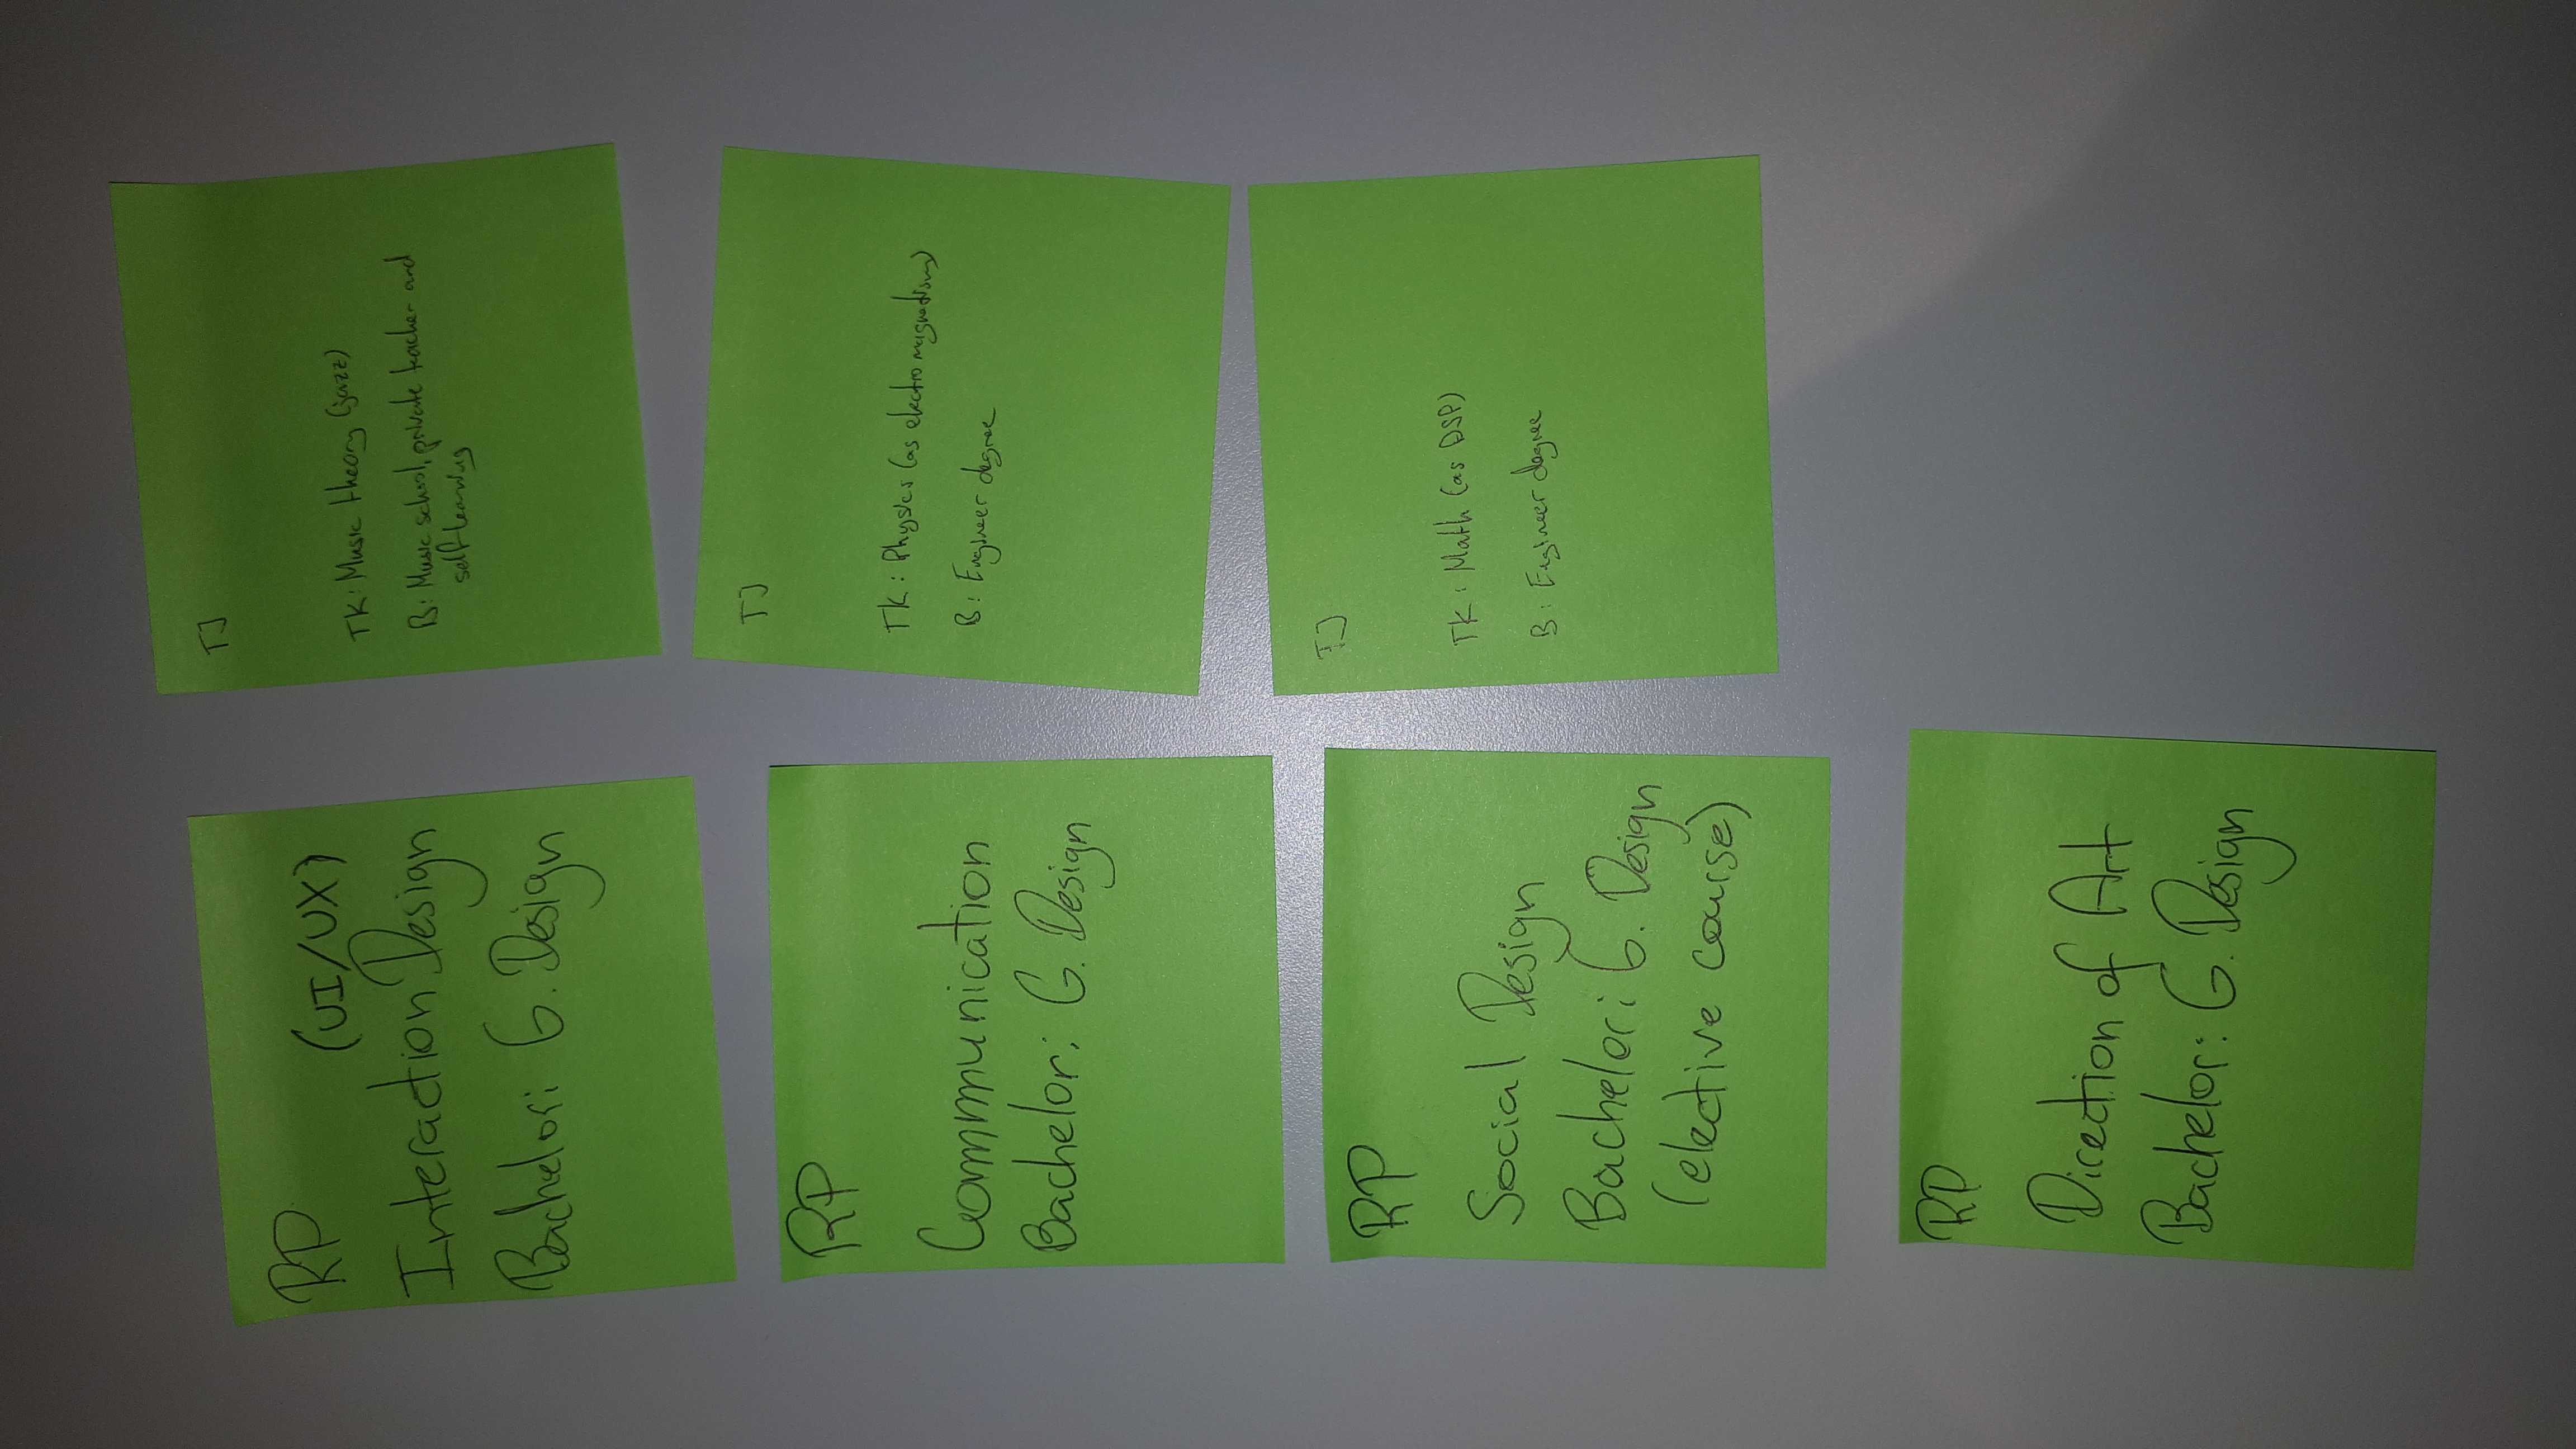 RP
(UI/UX)
Interaction Design
Bachelor: G. Design
RP
Communication
Bachelor: G. Design
RP
Social Design
Bachelor: G. Design
(elective course)
RP
Direction of Art
Bachelor: G. Design
TJ
TK: Music theory (jazz)
B: Music school, private teacher and
self learning
TJ
TK: Physics (as electromagnetism)
B: Engineer degree
TJ
TK: Math (as DSP)
B: Engineer degree